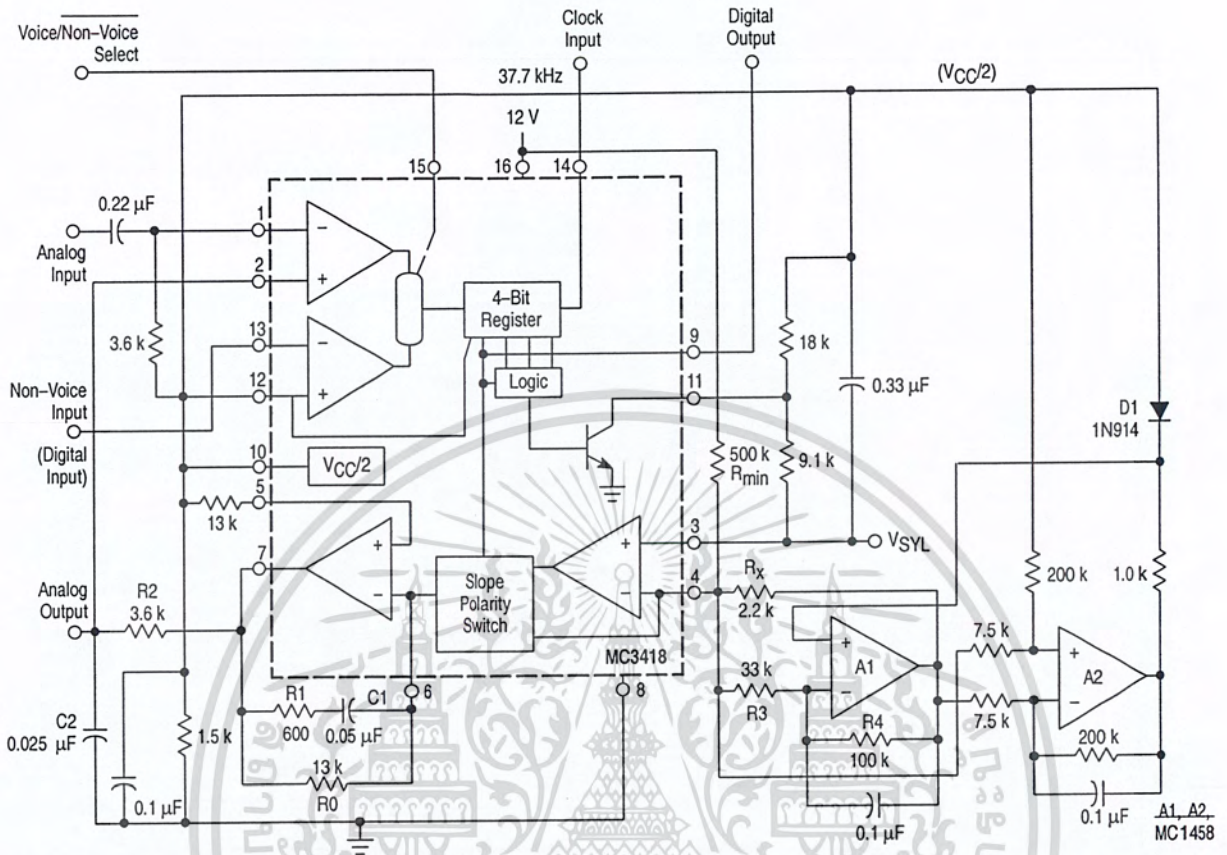 Voice/Non–Voice
Select
Clock
Input
Digital
Output
37.7 kHz
(VCC/2)
12 V
15
16
14
0.22 µF
Analog
Input
1
2
13
12
3.6 k
4–Bit
Register
Logic
9
11
18 k
0.33 µF
D1
1N914
Non–Voice
Input
(Digital
Input)
10
VCC/2
500 k
Rmin
9.1 k
5
13 k
7
3
VSYL
4
Slope
Polarity
Switch
RX
2.2 k
200 k
1.0 k
Analog
Output
R2
3.6 k
MC3418
7.5 k
A1
A2
33 k
R3
7.5 k
6
8
R1
600
C1
0.05 µF
R4
100 k
200 k
C2
0.025 µF
1.5 k
13 k
R0
0.1 µF
0.1 µF
0.1 µF
A1, A2,
MC1458